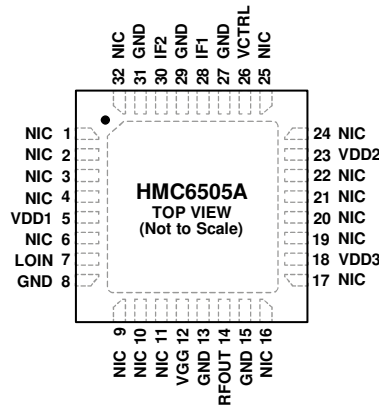 32 NIC
31 GND
30 IF2
29 GND
28 IF1
27 GND
26 VCTRL
25 NIC
NIC 1
NIC 2
NIC 3
NIC 4
VDD1 5
NIC 6
LOIN 7
GND 8
HMC6505A
TOP VIEW
(Not to Scale)
24 NIC
23 VDD2
22 NIC
21 NIC
20 NIC
19 NIC
18 VDD3
17 NIC
NIC 9
NIC 10
NIC 11
VGG 12
GND 13
RFOUT 14
GND 15
NIC 16